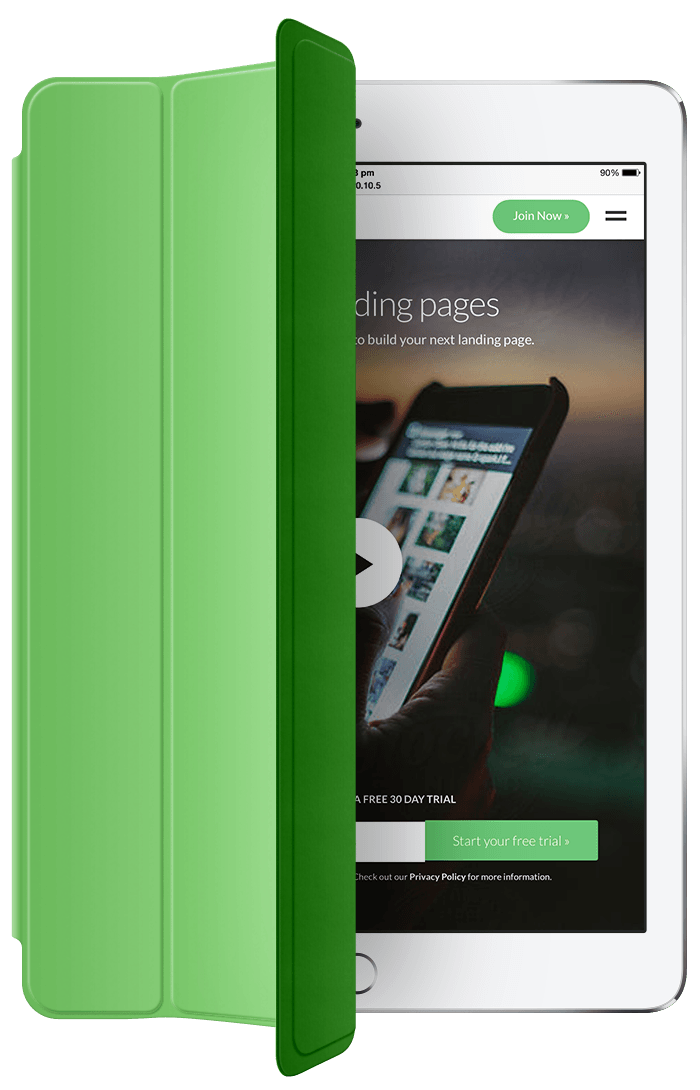 pm
90%
0.10.5
Join Now »
ding pages
to build your next landing page.
A FREE 30 DAY TRIAL
Start your free trial »
Check out our Privacy Policy for more information.